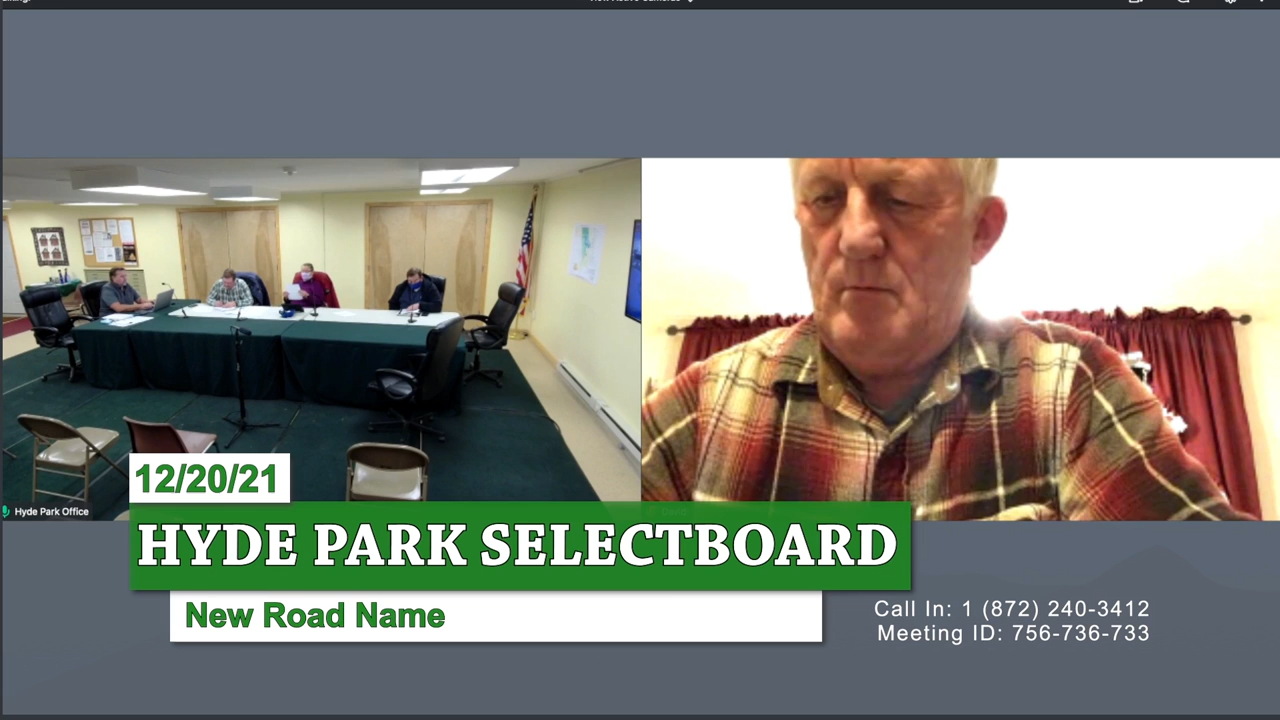 Hyde Park Office
12/20/21
HYDE PARK SELECTBOARD
New Road Name
Call In: 1 (872) 240-3412
Meeting ID: 756-736-733